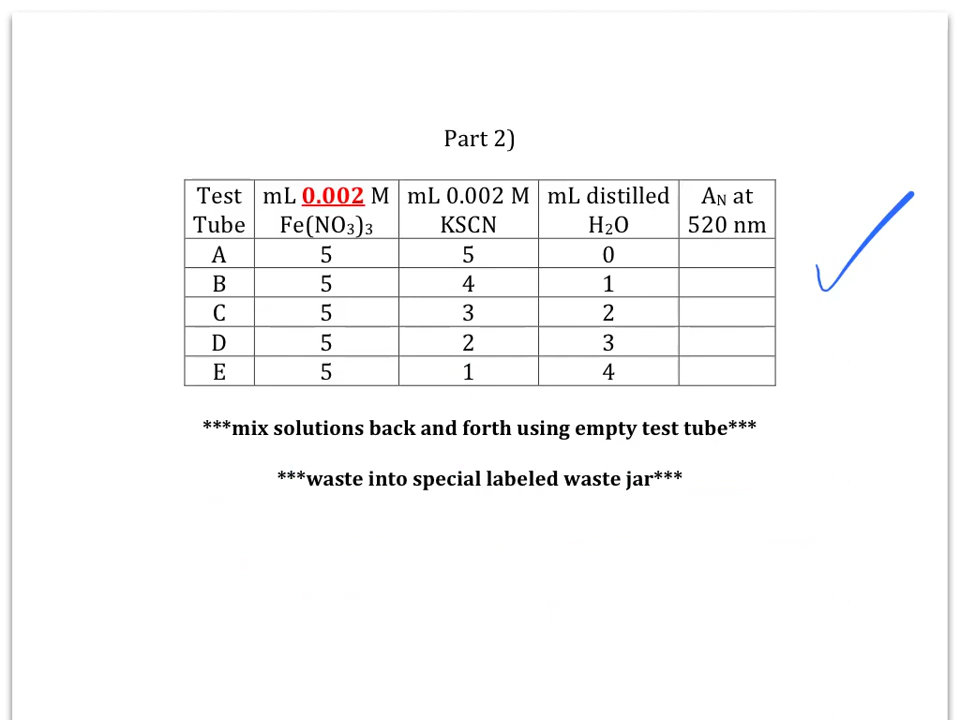 Part 2)
Test Tube | mL 0.002 M Fe(NO3)3 | mL 0.002 M KSCN | mL distilled H2O | AN at 520 nm
A | 5 | 5 | 0 |
B | 5 | 4 | 1 |
C | 5 | 3 | 2 |
D | 5 | 2 | 3 |
E | 5 | 1 | 4 |
***mix solutions back and forth using empty test tube***
***waste into special labeled waste jar***